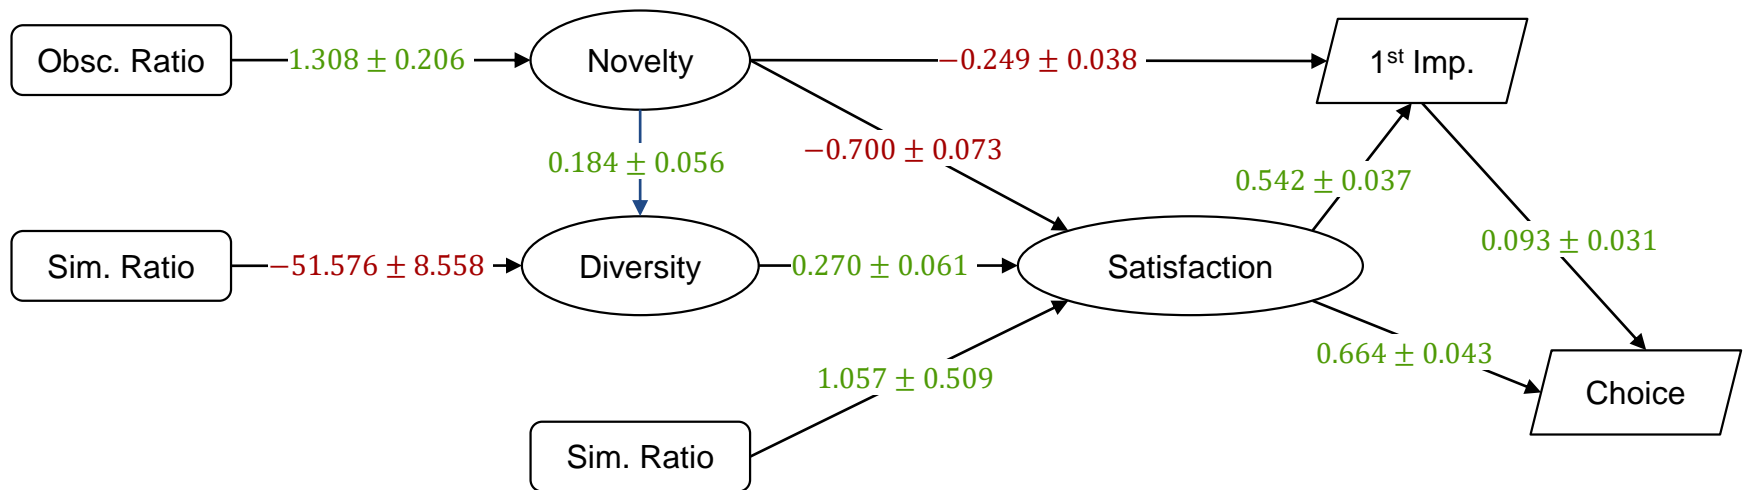 Obsc. Ratio
1.308 ± 0.206
Novelty
−0.249 ± 0.038
1st Imp.
0.184 ± 0.056
−0.700 ± 0.073
0.542 ± 0.037
Sim. Ratio
−51.576 ± 8.558
Diversity
0.270 ± 0.061
Satisfaction
0.093 ± 0.031
1.057 ± 0.509
0.664 ± 0.043
Choice
Sim. Ratio